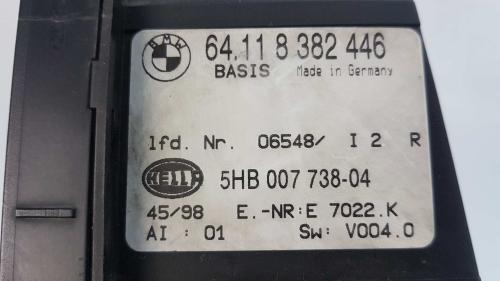 BMW
64.11 8 382 446
BASIS Made in Germany
lfd. Nr. 06548/ I 2 R
HELLA 5HB 007 738-04
45/98 E.-NR:E 7022.K
AI : 01 Sw: V004.0